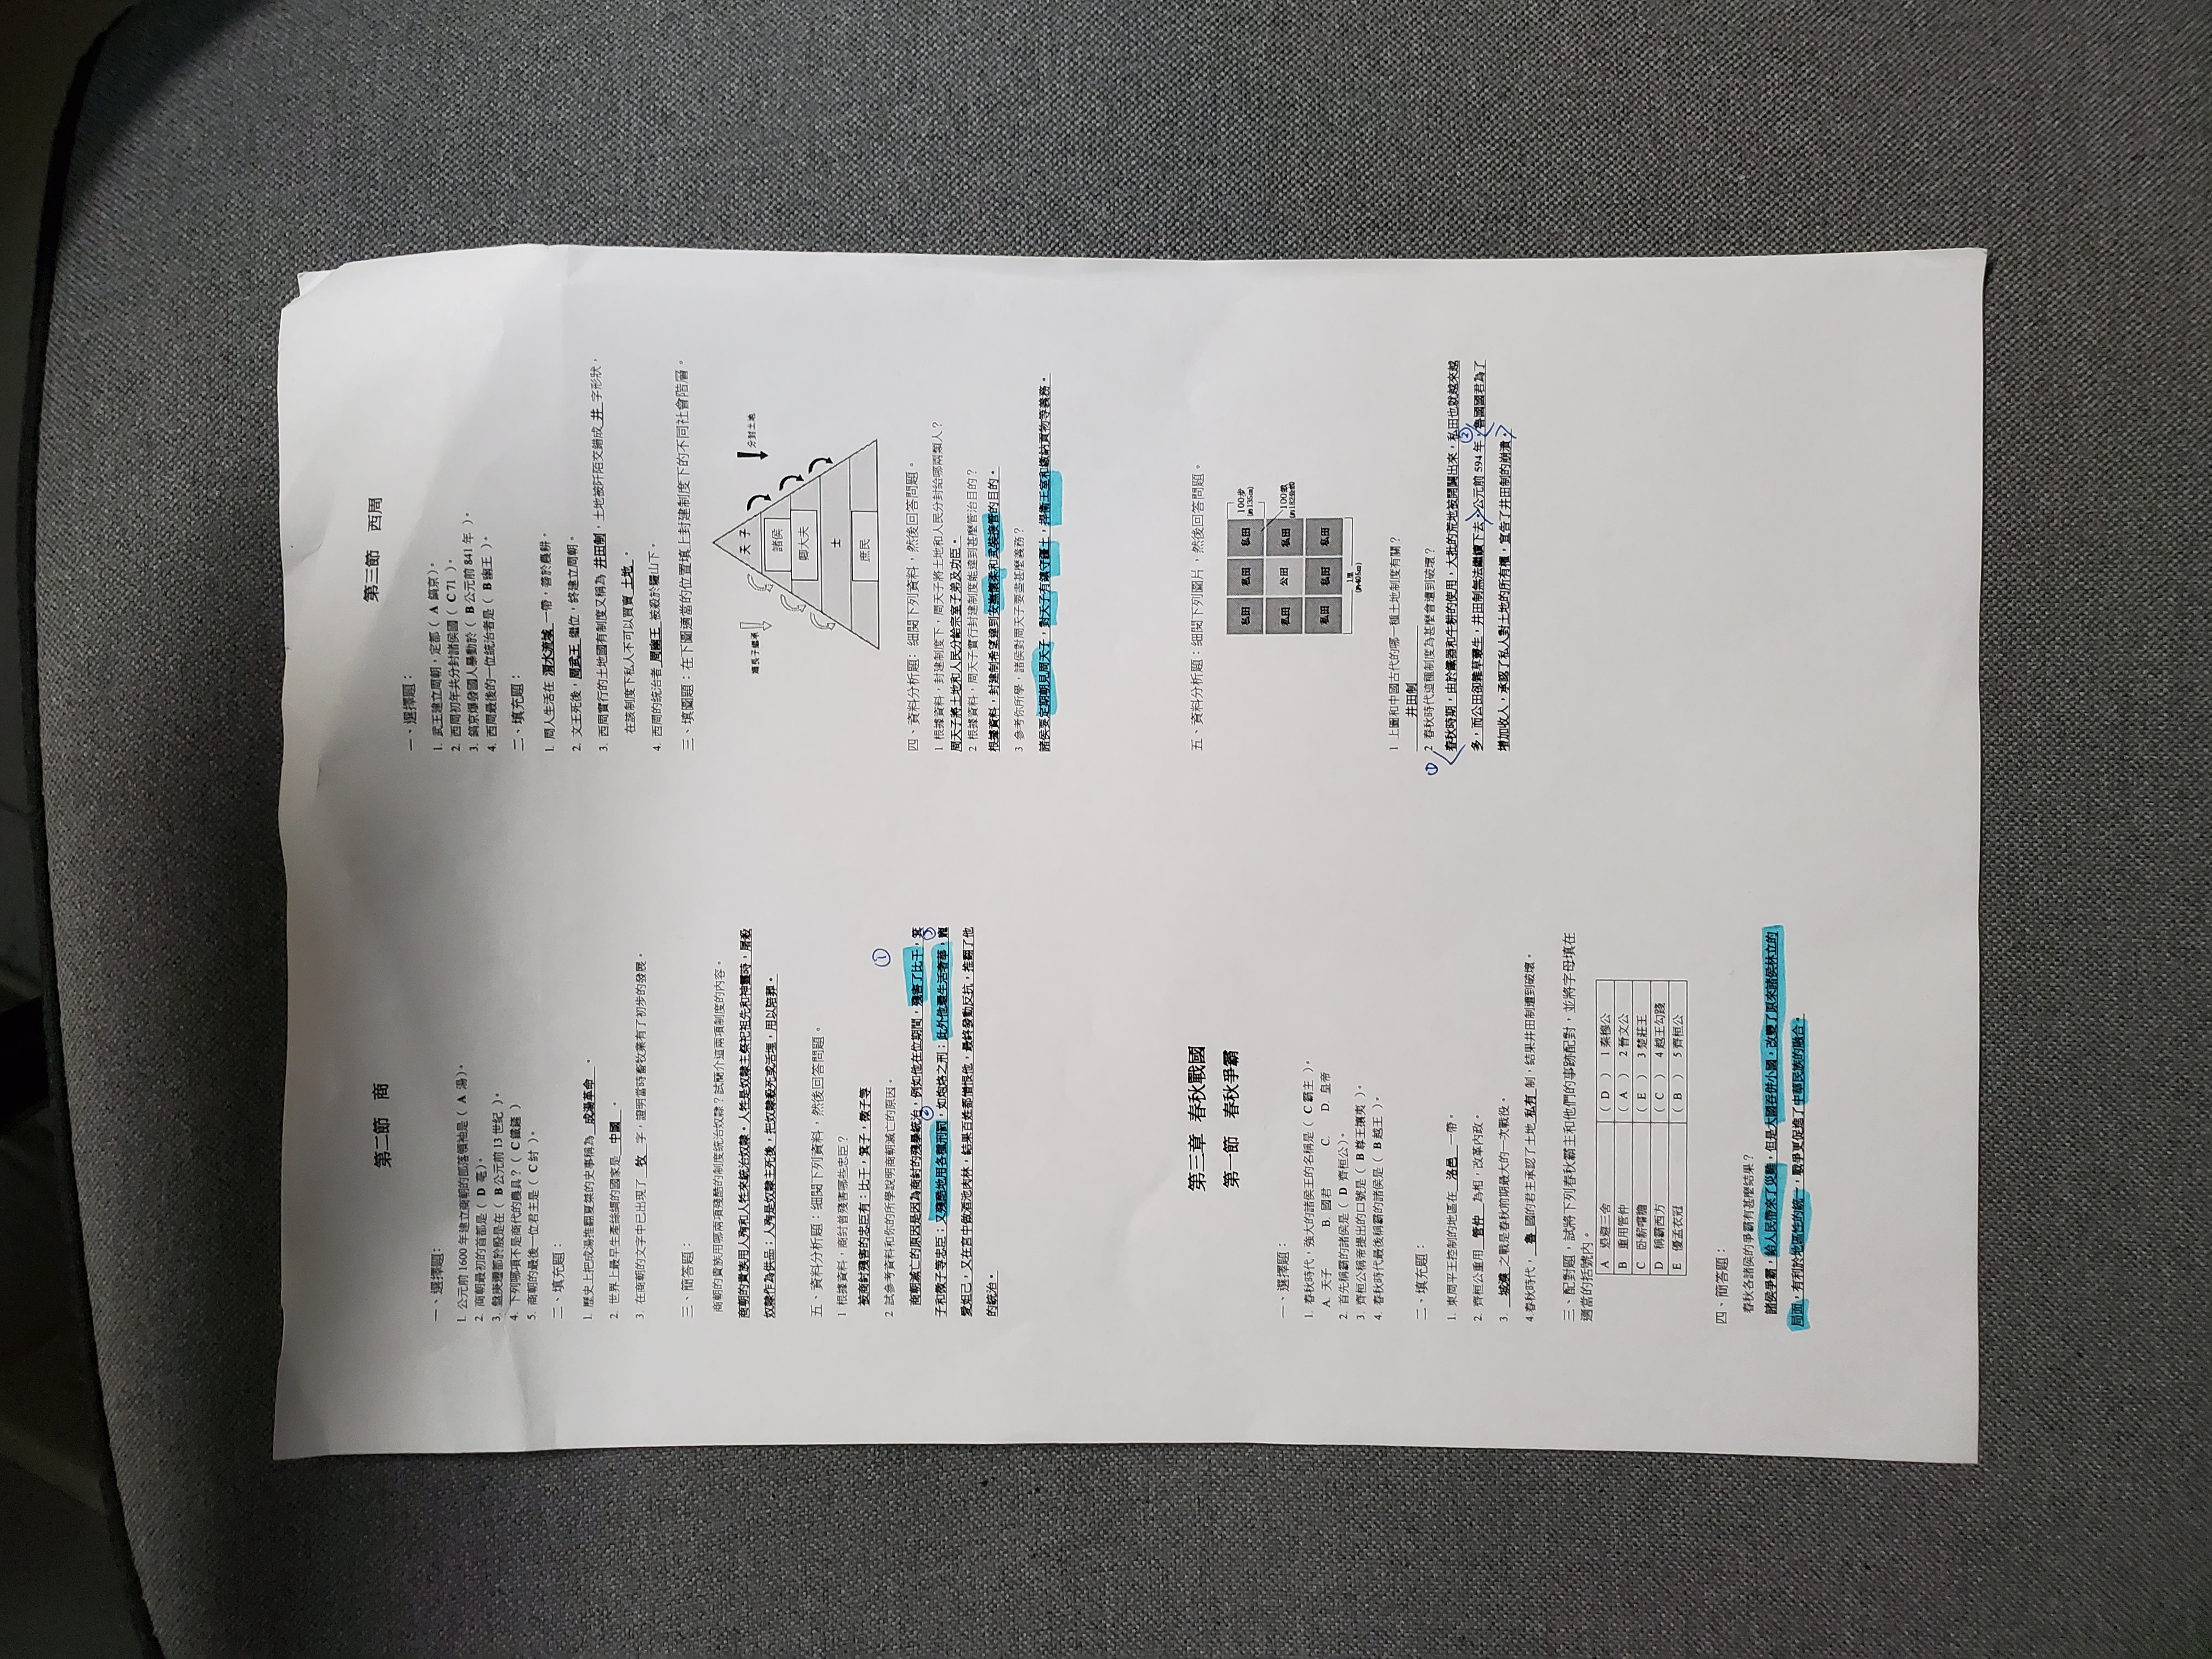 第二節 商
一、選擇題:
1. 公元前1600年建立商朝的部落領袖是( A 湯)。
2. 商朝最初的首都是( D 亳)。
3. 盤庚遷都於殷是在( B公元前13世紀 )。
4. 下列哪項不是商代的農具?( C鐵鏟 )
5. 商朝的最後一位君主是( C紂 )。
二、填充題:
1. 歷史上把成湯推翻夏桀的史事稱為 成湯革命 。
2. 世界上最早生產絲綢的國家是 中國 。
3. 在商朝的文字中已出現了 牧 字,證明當時畜牧業有了初步的發展。
三、簡答題:
商朝的貴族用哪兩項殘酷的制度統治奴隸?試簡介這兩項制度的內容。
商朝的貴族用人殉和人牲來統治奴隸。人牲是奴隸主祭祀祖先和神靈時,屠殺
奴隸作為供品;人殉是奴隸主死後,把奴隸殺死或活埋,用以陪葬。
五、資料分析題:細閱下列資料,然後回答問題。
1 根據資料,商紂曾殘害哪些忠臣?
被商紂殘害的忠臣有:比干,箕子,微子等
2 試參考資料和你的所學說明商朝滅亡的原因。
①
商朝滅亡的原因是因為商紂的殘暴統治,例如他在位期間,殘害了比干,箕
② ③
子和微子等忠臣;又殘酷地用各種刑罰,如炮烙之刑;此外他還生活奢華,寵
愛妲己,又在宮中做酒池肉林,結果百姓都憎恨他,最終發動反抗,推翻了他
的統治。
第三節 西周
一、選擇題:
1. 武王建立周朝,定都( A 鎬京)。
2. 西周初年共分封諸侯國( C 71 )。
3. 鎬京爆發國人暴動於( B公元前841年 )。
4. 西周最後的一位統治者是( B幽王 )。
二、填充題:
1. 周人生活在 渭水流域 一帶,善於農耕。
2. 文王死後,周武王 繼位,終建立周朝。
3. 西周實行的土地國有制度又稱為 井田制,土地被阡陌交錯成 井 字形狀,
在該制度下私人不可以買賣 土地 。
4. 西周的統治者 周幽王 被殺於驪山下。
三、填圖題:在下圖適當的位置填上封建制度下的不同社會階層。
嫡長子繼承
天子
分封土地
諸侯
卿大夫
士
庶民
四、資料分析題: 細閱下列資料,然後回答問題。
1 根據資料,封建制度下,周天子將土地和人民分封給哪兩類人?
周天子將土地和人民分給宗室子弟及功臣。
2 根據資料,周天子實行封建制度能達到甚麼管治目的?
根據資料,封建制希望達到安撫懷柔和武裝接管的目的。
3 參考你所學,諸侯對周天子要盡甚麼義務?
諸侯要定期朝見周天子,對天子有鎮守疆土,捍衛王室和繳納貢物等義務。
第三章 春秋戰國
第一節 春秋爭霸
一、選擇題:
1. 春秋時代,強大的諸侯王的名稱是( C霸主 )。
A. 天子 B. 國君 C. D. 皇帝
2. 首先稱霸的諸侯是( D 齊桓公)。
3. 齊桓公稱帝提出的口號是( B尊王攘夷 )。
4. 春秋時代最後稱霸的諸侯是( B越王 )。
二、填充題:
1. 東周平王控制的地區在 洛邑 一帶。
2. 齊桓公重用 管仲 為相,改革內政。
3. 城濮 之戰是春秋前期最大的一次戰役。
4.春秋時代, 魯 國的君主承認了土地 私有 制,結果井田制遭到破壞。
三、配對題,試將下列春秋霸主和他們的事跡配對,並將字母填在
適當的括號內。
A 退避三舍 ( D ) 1秦穆公
B 重用管仲 ( A ) 2晉文公
C 卧薪嚐膽 ( E ) 3楚莊王
D 稱霸西方 ( C ) 4越王勾踐
E 優孟衣冠 ( B ) 5齊桓公
四、簡答題:
春秋各諸侯的爭霸有甚麼結果?
諸侯爭霸,給人民帶來了災難,但是大國吞併小國,改變了原來諸侯林立的
局面,有利於地區性的統一,戰爭更促進了中華民族的融合。
五、資料分析題:細閱下列圖片,然後回答問題。
私田 私田 私田 100步
(約135m)
私田 公田 私田 100畝
(約182公畝)
私田 私田 私田
1里
(約405m)
1 上圖和中國古代的哪一種土地制度有關?
井田制
① 2 春秋時代這種制度為甚麼會遭到破壞?
春秋時期,由於鐵器和牛耕的使用,大批的荒地被開闢出來,私田也就越來越
②
多,而公田卻雜草叢生,井田制無法繼續下去。公元前594年,魯國國君為了
增加收入,承認了私人對土地的所有權,宣告了井田制的崩潰。